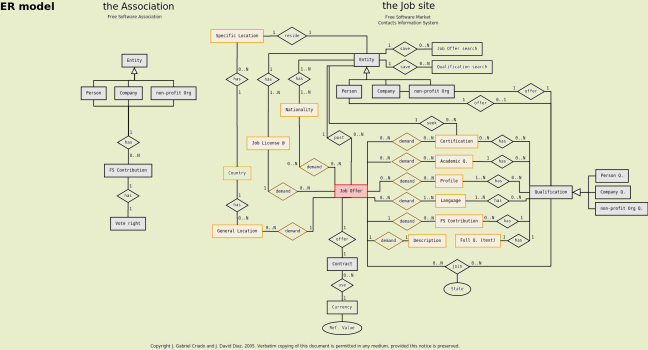 ER model
the Association
Free Software Association
the Job site
Free Software Market
Contacts Information System
Entity
Person
Company
non-profit Org
1
has
0..N
FS Contribution
1
has
1
Vote right
Specific Location
1
reside
1
0..N
has
1
Country
1
has
0..N
General Location
0..N
demand
1
1
has
1..N
Job License @
demand
0..N
1..N
has
1..N
Nationality
0..N
demand
0..N
Entity
1
save
0..N
Job Offer search
1
save
0..N
Qualification search
Person
Company
non-profit Org
1
offer
1
offer
0..1
seek
0..N
1
post
0..N
Job Offer
demand
0..N
Certification
0..N
has
0..N
demand
0..N
Academic Q.
1..
has
0..N
demand
0..N
Profile
1..N
has
0..N
demand
0..N
Language
1..N
has
0..N
demand
0..N
FS Contribution
0..N
has
1
1
demand
1
Description
Full Q. (text)
1
has
1
0..N
join
0..N
State
Qualification
Person Q.
Company Q.
non-profit Org Q.
1
offer
1
Contract
0..N
use
1
Currency
Ref. Value
Copyright J. Gabriel Criado and J. David Diaz, 2005. Verbatim copying of this document is permitted in any medium, provided this notice is preserved.